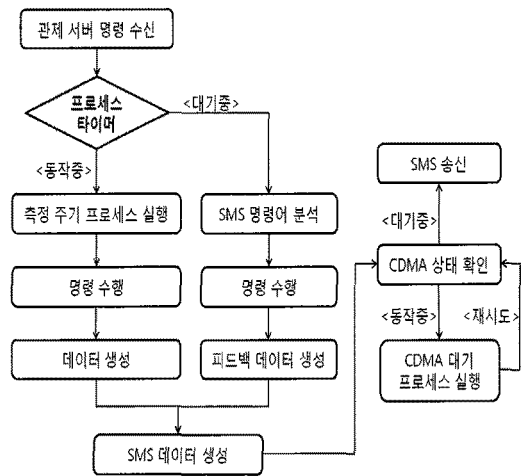 관제 서버 명령 수신
프로세스
타이머
<대기중>
<동작중>
측정 주기 프로세스 실행
SMS 명령어 분석
명령 수행
명령 수행
데이터 생성
피드백 데이터 생성
SMS 데이터 생성
SMS 송신
<대기중>
CDMA 상태 확인
<동작중>
<재시도>
CDMA 대기
프로세스 실행